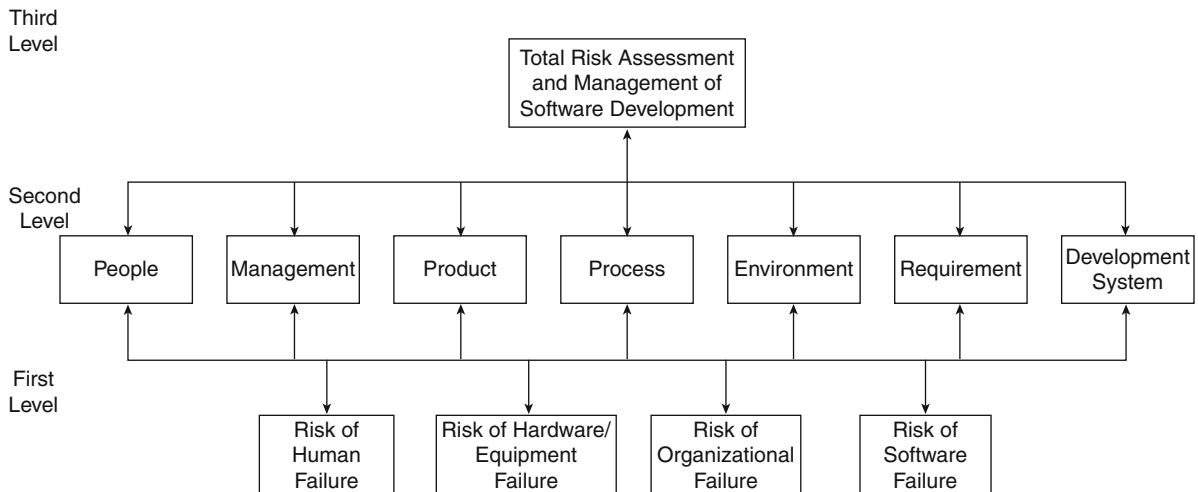 Third
Level
Total Risk Assessment
and Management of
Software Development
Second
Level
People
Management
Product
Process
Environment
Requirement
Development
System
First
Level
Risk of
Human
Failure
Risk of Hardware/
Equipment
Failure
Risk of
Organizational
Failure
Risk of
Software
Failure